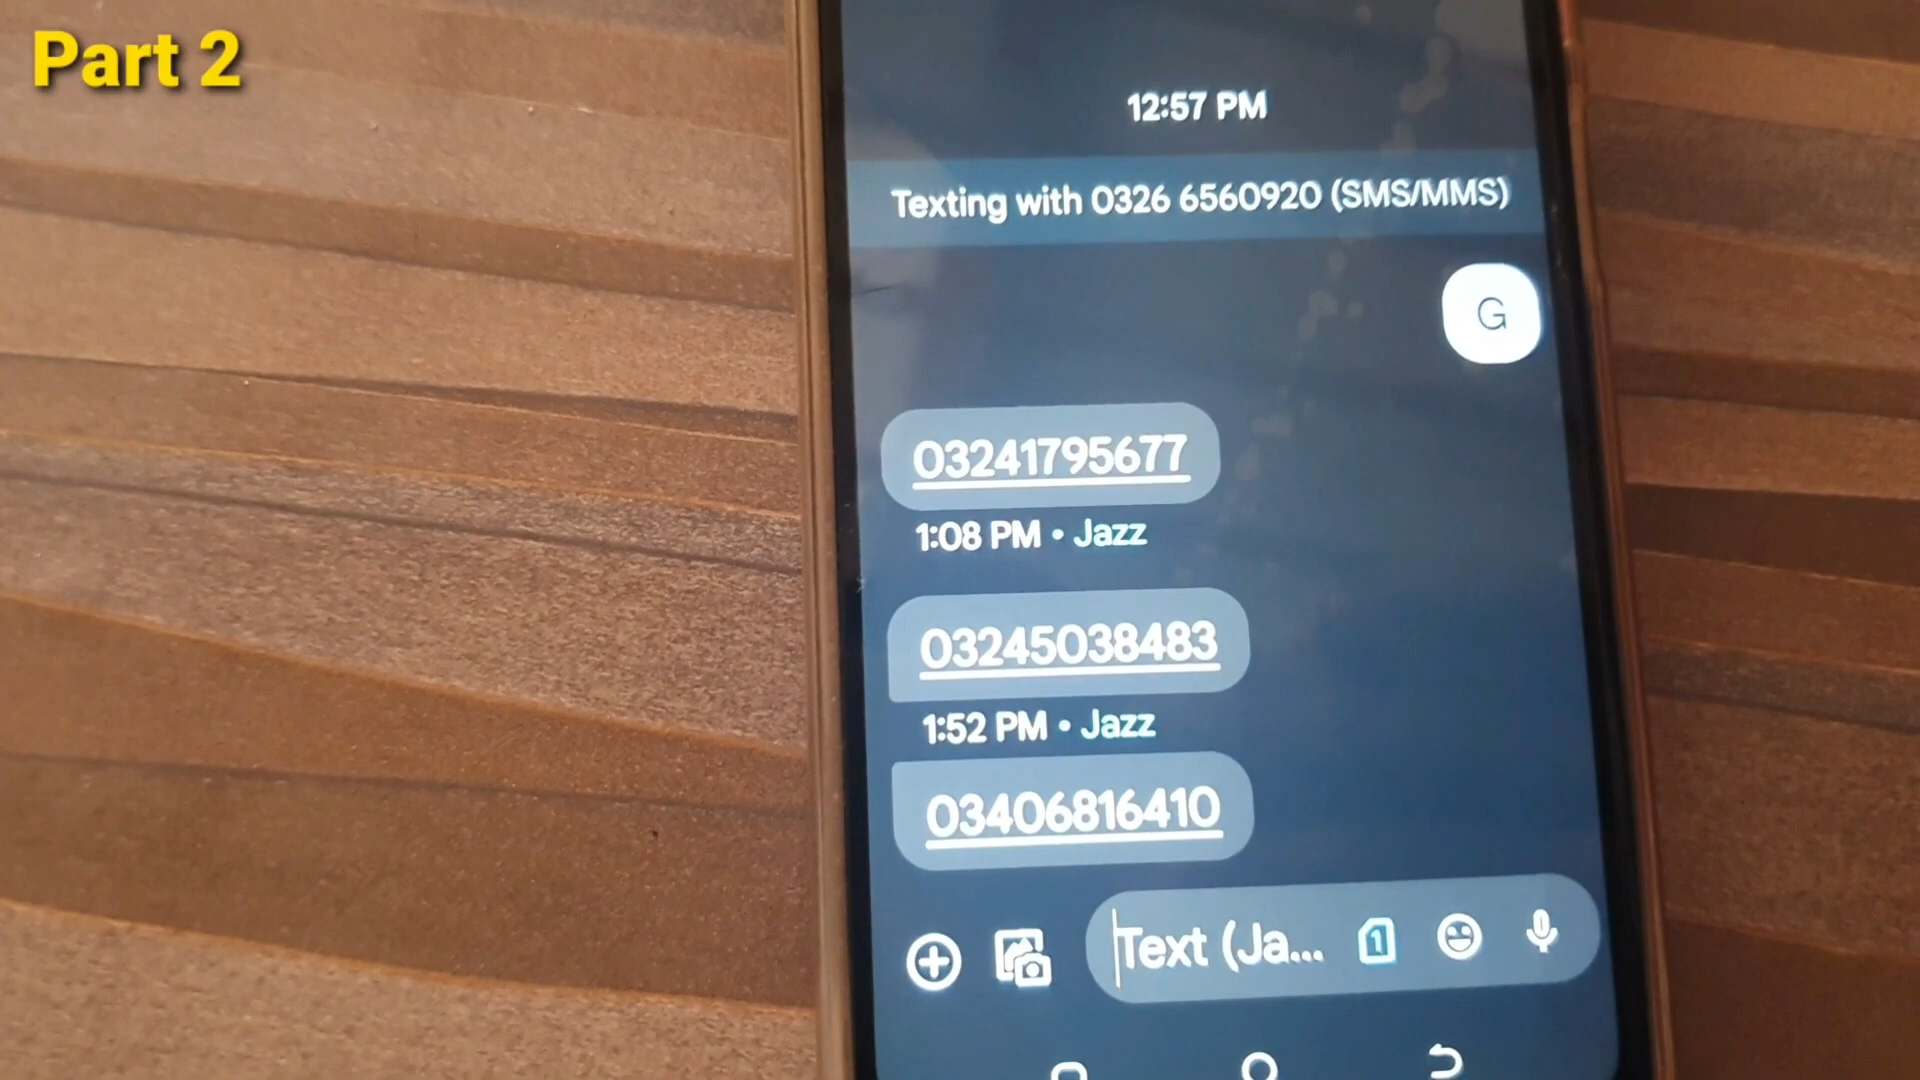 Part 2
12:57 PM
Texting with 0326 6560920 (SMS/MMS)
G
03241795677
1:08 PM • Jazz
03245038483
1:52 PM • Jazz
03406816410
Text (Ja...
1